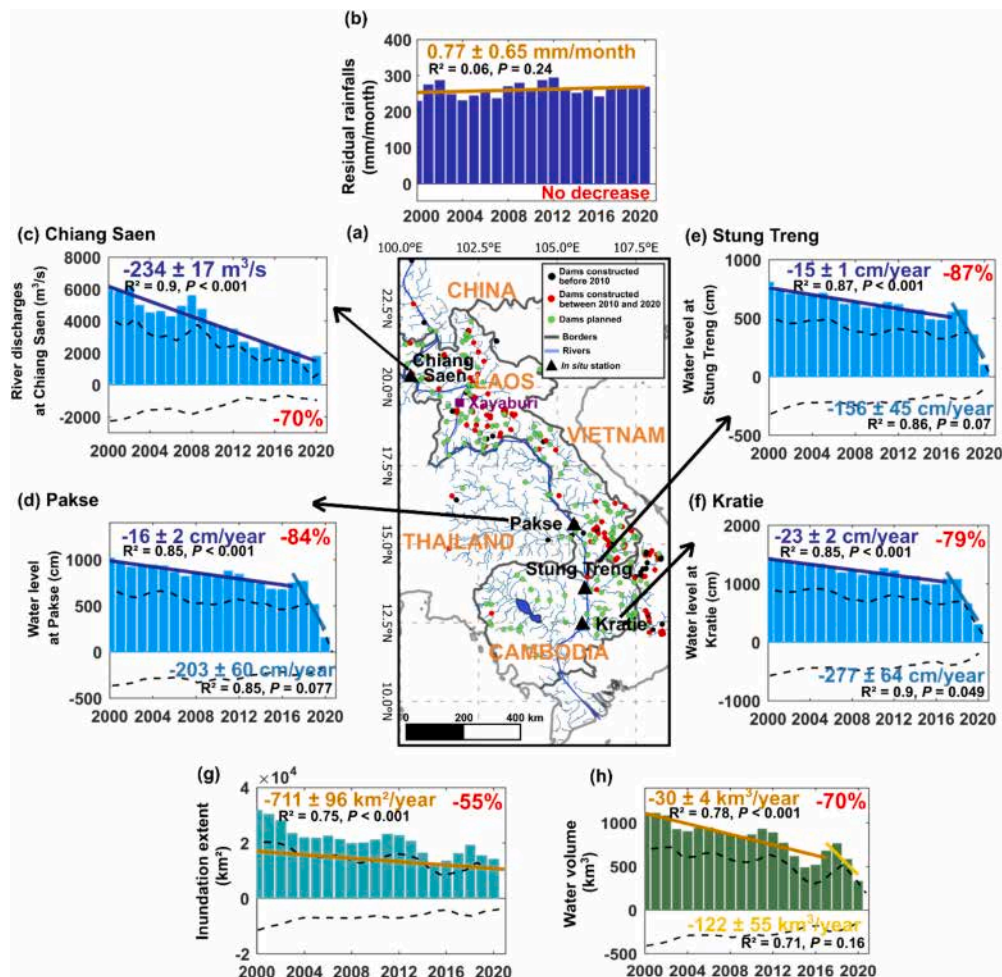 (b)
0.77 ± 0.65 mm/month
R² = 0.06, P = 0.24
Residual rainfalls
(mm/month)
400
300
200
100
0
No decrease
2000 2004 2008 2012 2016 2020
(c) Chiang Saen
-234 ± 17 m³/s
R² = 0.9, P < 0.001
River discharges
at Chiang Saen (m³/s)
8000
6000
4000
2000
0
-2000
-70%
2000 2004 2008 2012 2016 2020
(a)
100.0°E 102.5°E 105.0°E 107.5°E
22.5°N
20.0°N
17.5°N
15.0°N
12.5°N
10.0°N
Dams constructed
before 2010
Dams constructed
between 2010 and 2020
Dams planned
Borders
Rivers
In situ station
CHINA
Chiang
Saen
LAOS
Xayaburi
VIETNAM
Pakse
THAILAND
Stung Treng
Kratie
CAMBODIA
0 200 400 km
(e) Stung Treng
-15 ± 1 cm/year
-87%
R² = 0.87, P < 0.001
Water level at
Stung Treng (cm)
1000
500
0
-500
-156 ± 45 cm/year
R² = 0.86, P = 0.07
2000 2004 2008 2012 2016 2020
(d) Pakse
-16 ± 2 cm/year
-84%
R² = 0.85, P < 0.001
Water level
at Pakse (cm)
1000
500
0
-500
-203 ± 60 cm/year
R² = 0.85, P = 0.077
2000 2004 2008 2012 2016 2020
(f) Kratie
-23 ± 2 cm/year
-79%
R² = 0.85, P < 0.001
Water level at
Kratie (cm)
2000
1000
0
-1000
-277 ± 64 cm/year
R² = 0.9, P = 0.049
2000 2004 2008 2012 2016 2020
(g)
×10⁴
-711 ± 96 km²/year
-55%
R² = 0.75, P < 0.001
Inundation extent
(km²)
4
2
0
-2
2000 2004 2008 2012 2016 2020
(h)
-30 ± 4 km³/year
-70%
R² = 0.78, P < 0.001
Water volume
(km³)
1000
500
0
-500
-122 ± 55 km³/year
R² = 0.71, P = 0.16
2000 2004 2008 2012 2016 2020